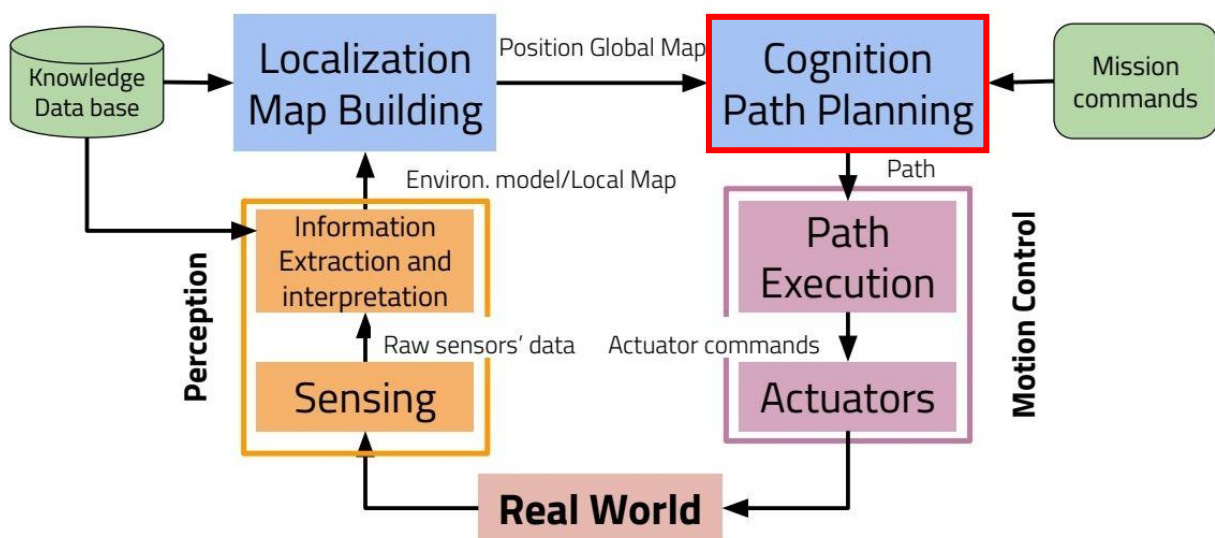 Knowledge
Data base
Localization
Map Building
Position Global Map
Cognition
Path Planning
Mission
commands
Environ. model/Local Map
Path
Perception
Information
Extraction and
interpretation
Path
Execution
Motion Control
Raw sensors’ data
Actuator commands
Sensing
Actuators
Real World